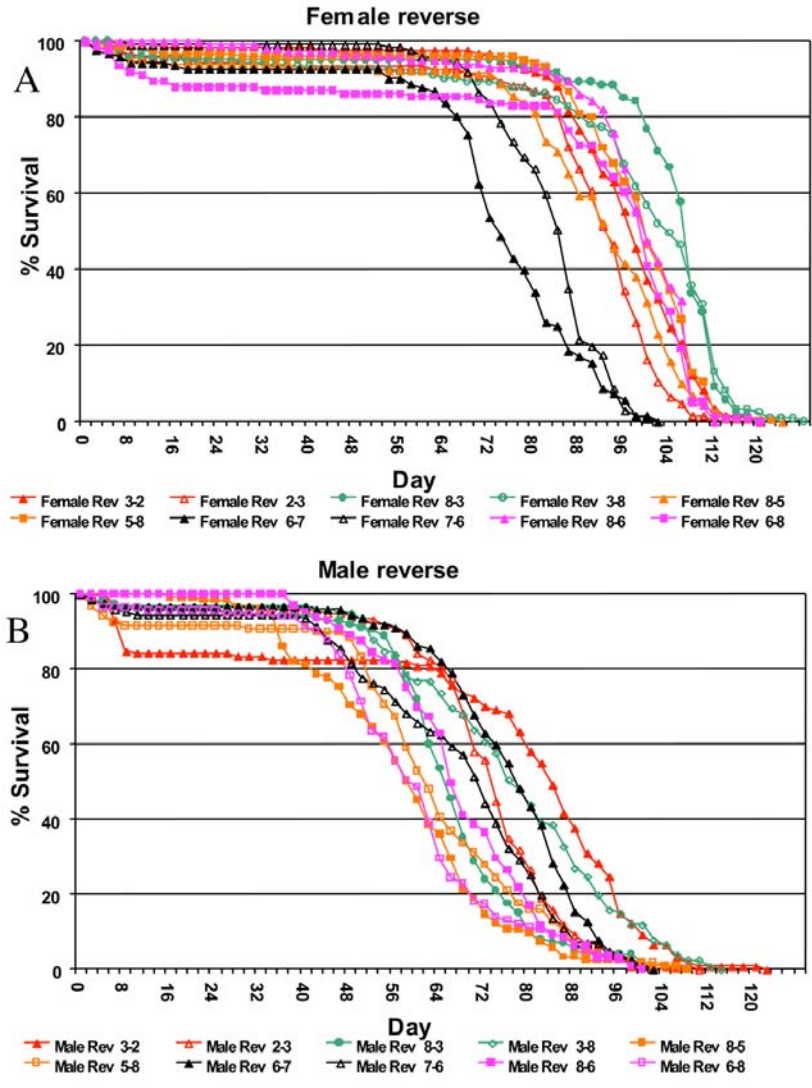 Female reverse
A
% Survival
100
80
60
40
20
0
0 8 16 24 32 40 48 56 64 72 80 88 96 104 112 120
Day
Female Rev 3-2 Female Rev 2-3 Female Rev 8-3 Female Rev 3-8 Female Rev 8-5
Female Rev 5-8 Female Rev 6-7 Female Rev 7-6 Female Rev 8-6 Female Rev 6-8
Male reverse
B
% Survival
100
80
60
40
20
0
0 8 16 24 32 40 48 56 64 72 80 88 96 104 112 120
Day
Male Rev 3-2 Male Rev 2-3 Male Rev 8-3 Male Rev 3-8 Male Rev 8-5
Male Rev 5-8 Male Rev 6-7 Male Rev 7-6 Male Rev 8-6 Male Rev 6-8